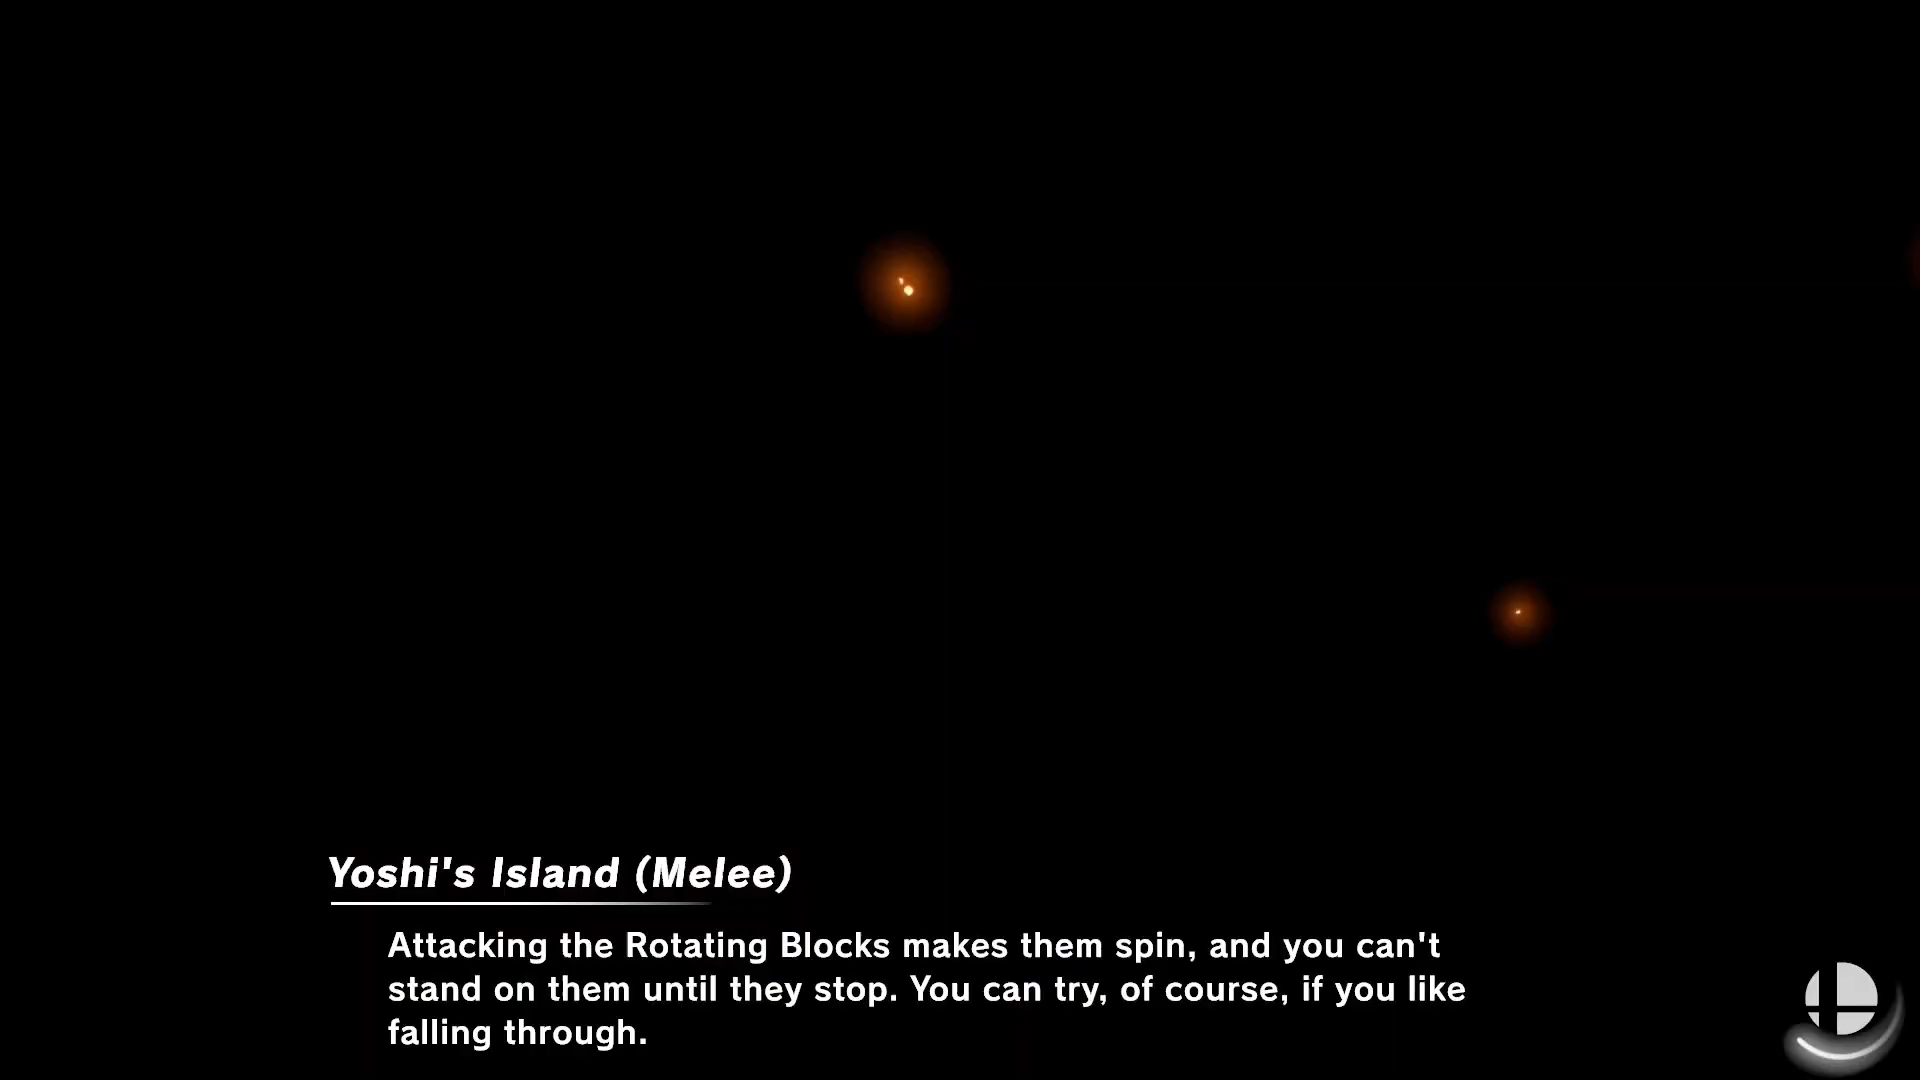 Yoshi's Island (Melee)
Attacking the Rotating Blocks makes them spin, and you can't
stand on them until they stop. You can try, of course, if you like
falling through.